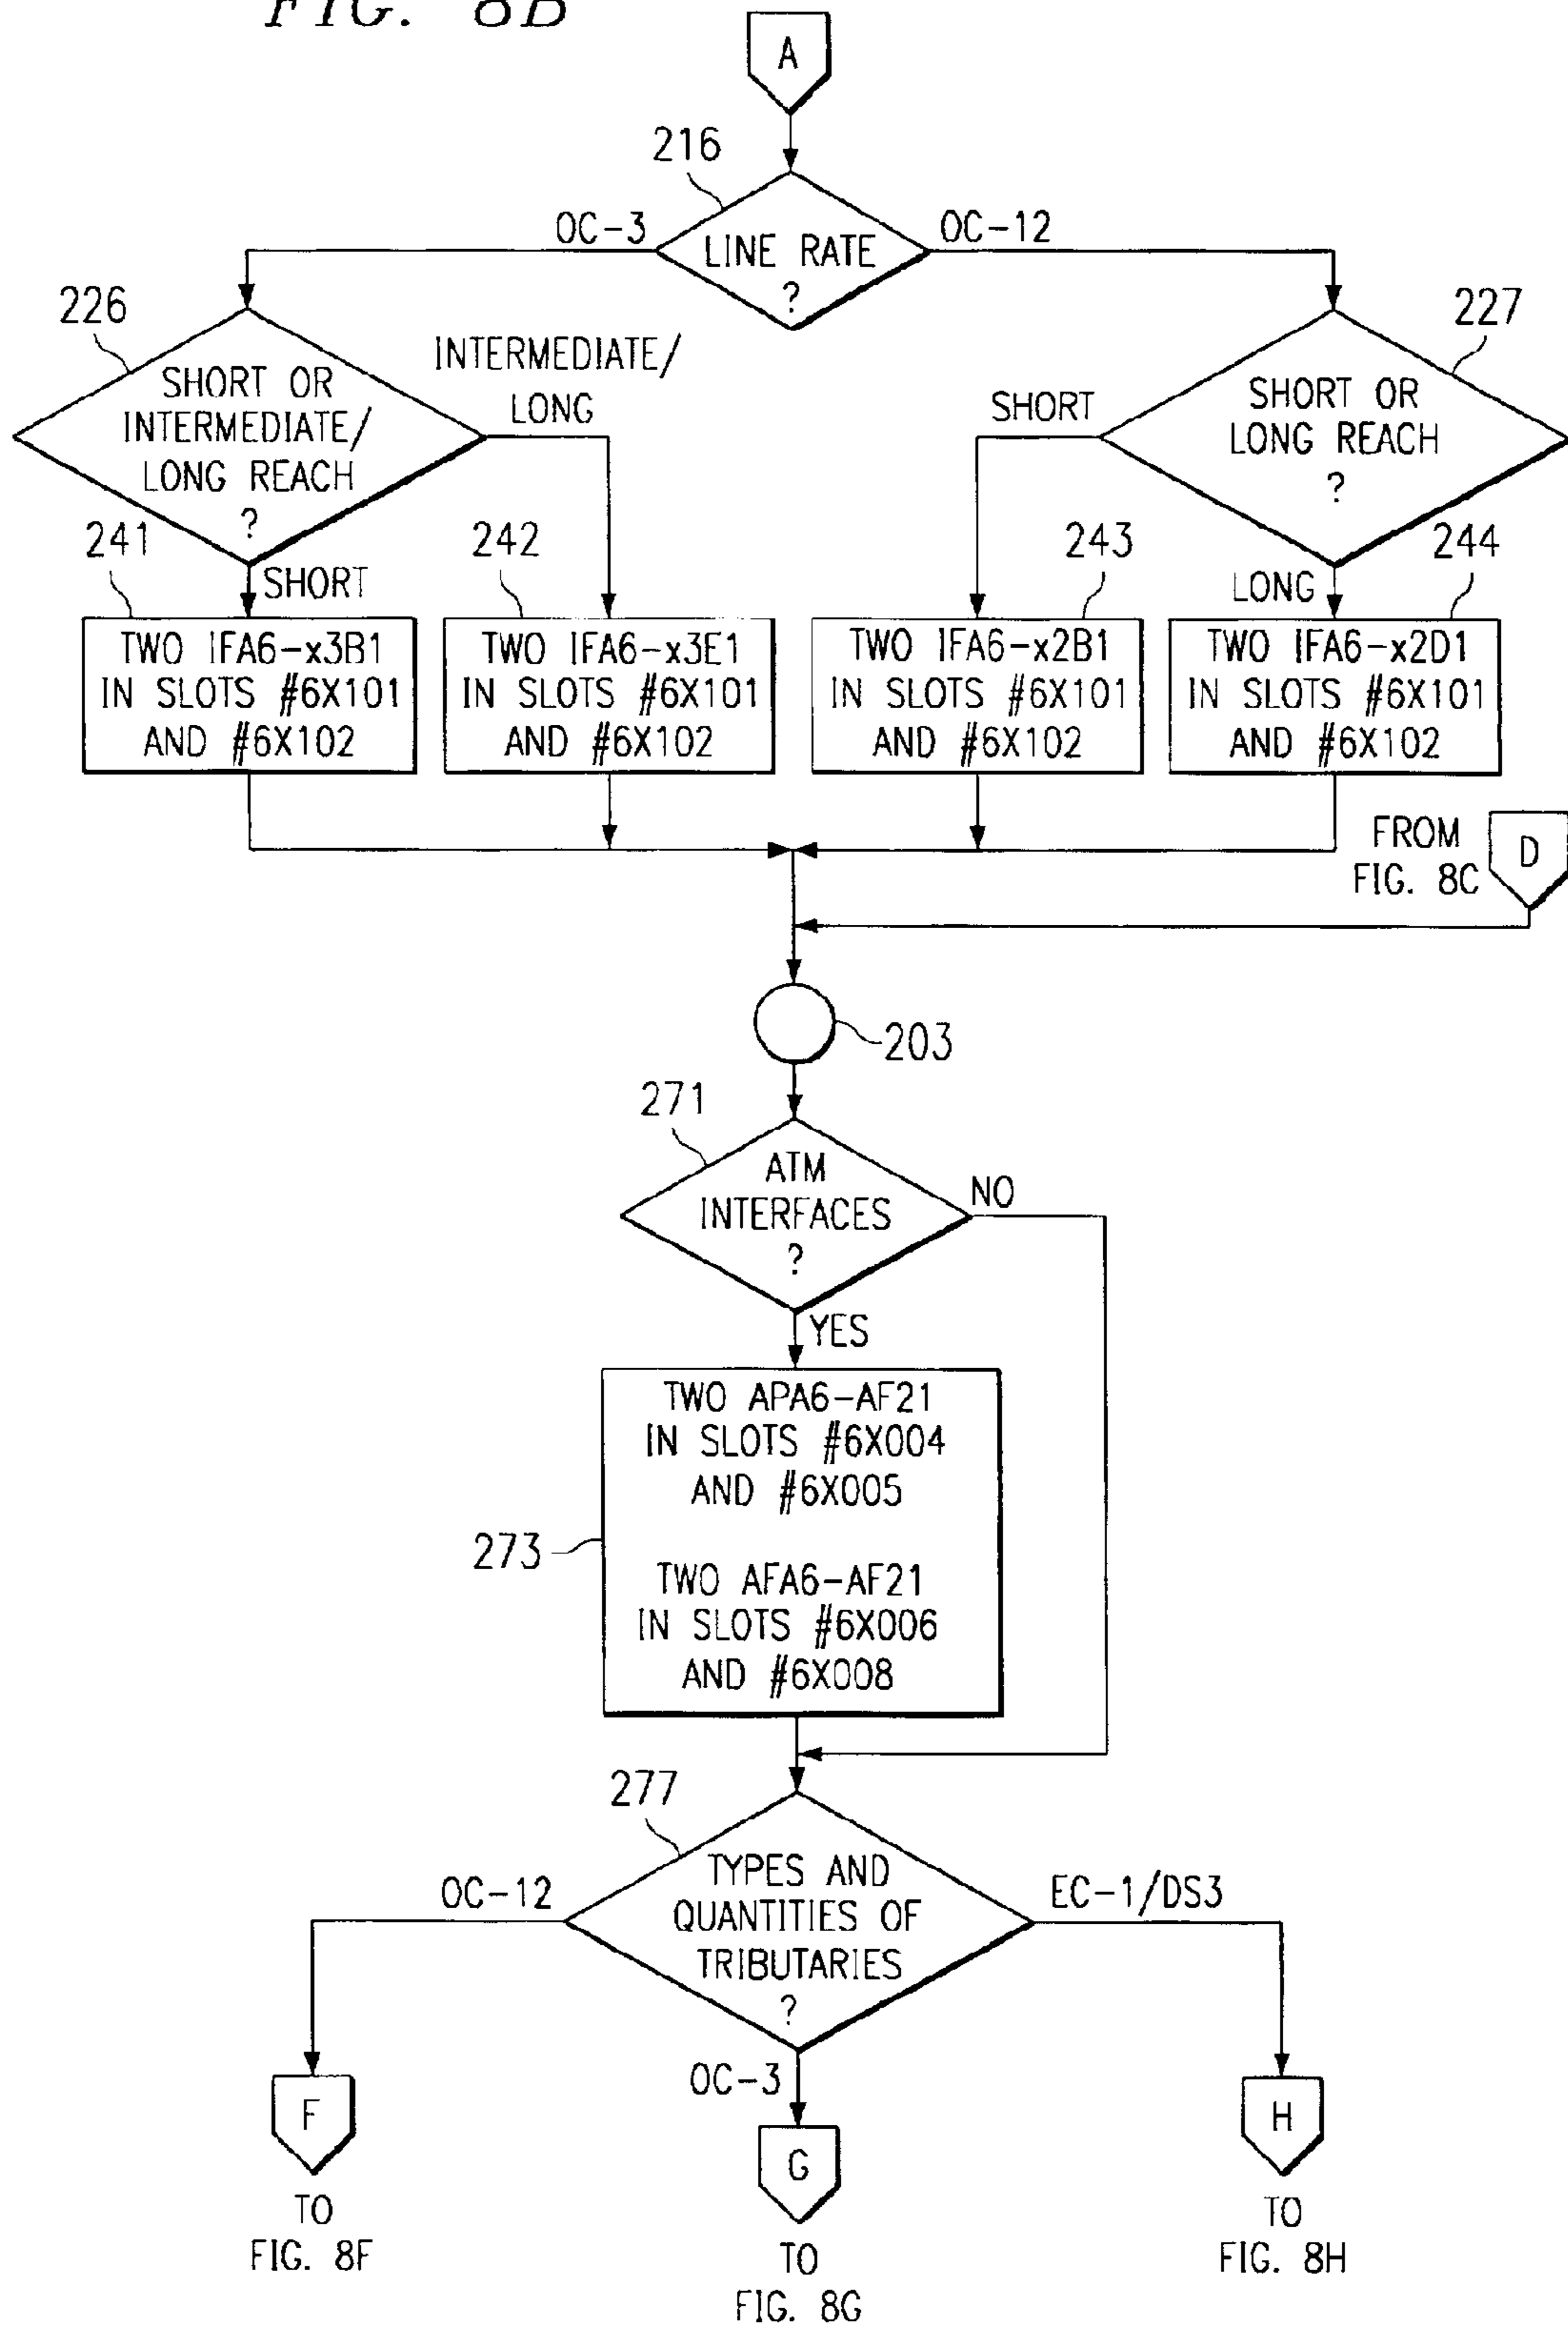 FIG. 8B
A
216
OC-3
OC-12
LINE RATE
?
226
227
SHORT OR
INTERMEDIATE/
LONG REACH
?
INTERMEDIATE/
LONG
SHORT
SHORT OR
LONG REACH
?
241
SHORT
242
243
LONG
244
TWO IFA6-x3B1
IN SLOTS #6X101
AND #6X102
TWO IFA6-x3E1
IN SLOTS #6X101
AND #6X102
TWO IFA6-x2B1
IN SLOTS #6X101
AND #6X102
TWO IFA6-x2D1
IN SLOTS #6X101
AND #6X102
FROM
FIG. 8C
D
203
271
ATM
INTERFACES
?
NO
YES
273
TWO APA6-AF21
IN SLOTS #6X004
AND #6X005
TWO AFA6-AF21
IN SLOTS #6X006
AND #6X008
277
OC-12
TYPES AND
QUANTITIES OF
TRIBUTARIES
?
EC-1/DS3
OC-3
F
G
H
TO
FIG. 8F
TO
FIG. 8G
TO
FIG. 8H